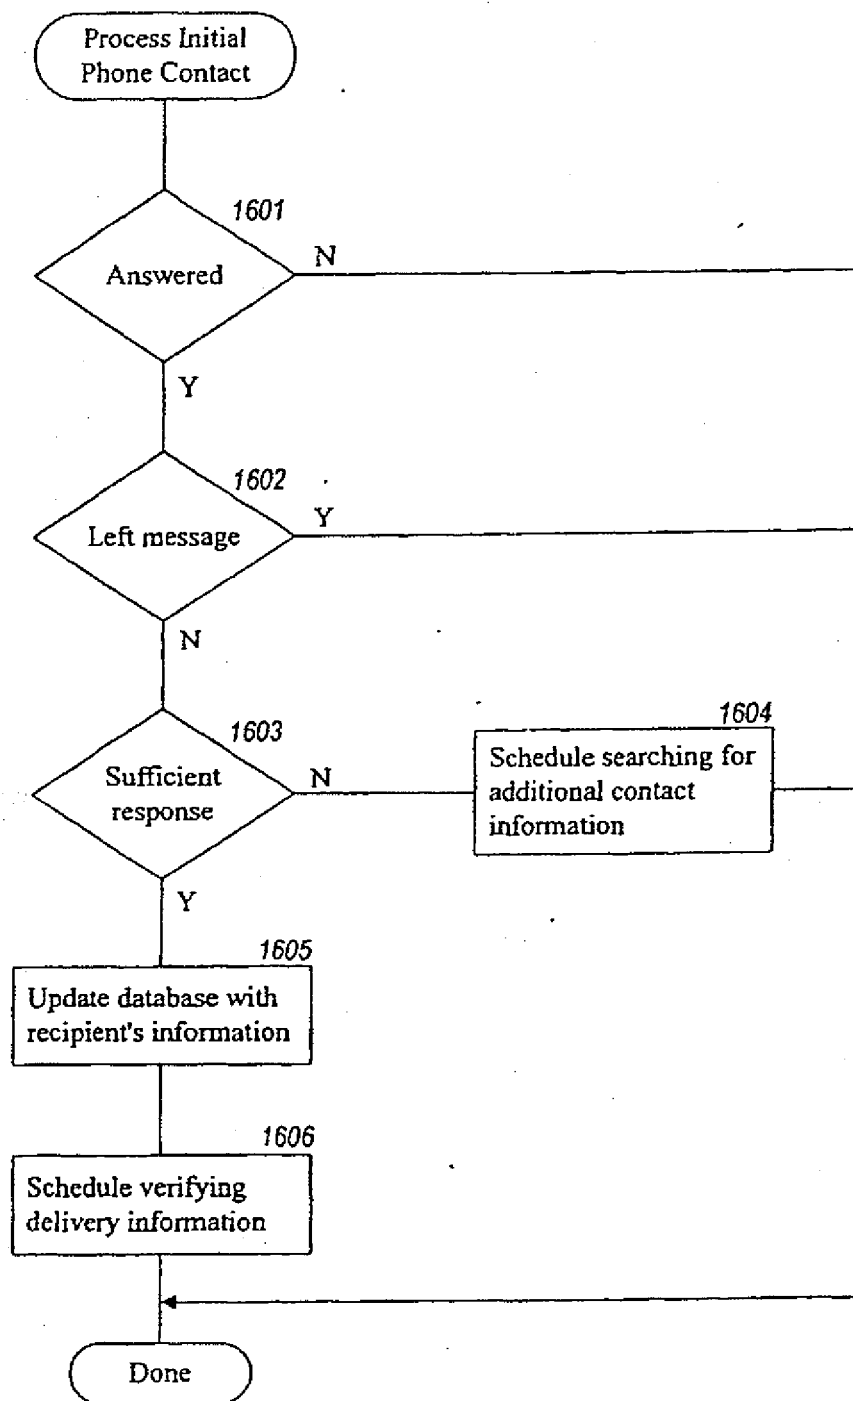 Process Initial
Phone Contact
1601
Answered
N
Y
1602
Left message
Y
N
1603
Sufficient
response
N
1604
Schedule searching for
additional contact
information
Y
1605
Update database with
recipient's information
1606
Schedule verifying
delivery information
Done